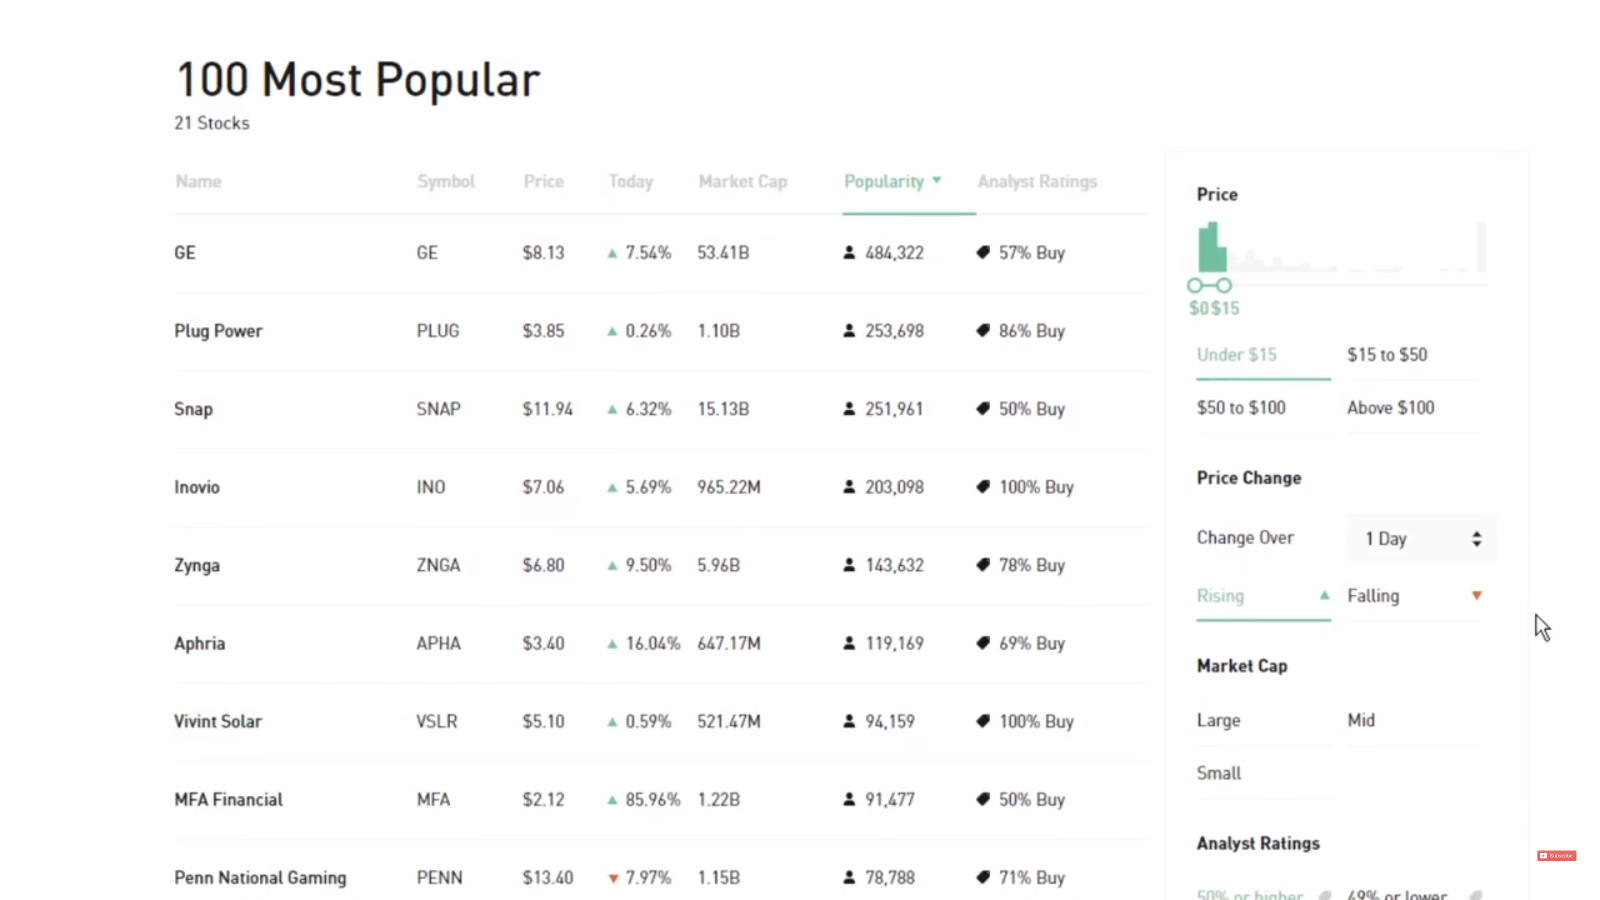 100 Most Popular
21 Stocks
Name Symbol Price Today Market Cap Popularity Analyst Ratings
GE GE $8.13 7.54% 53.41B 484,322 57% Buy
Plug Power PLUG $3.85 0.26% 1.10B 253,698 86% Buy
Snap SNAP $11.94 6.32% 15.13B 251,961 50% Buy
Inovio INO $7.06 5.69% 965.22M 203,098 100% Buy
Zynga ZNGA $6.80 9.50% 5.96B 143,632 78% Buy
Aphria APHA $3.40 16.04% 647.17M 119,169 69% Buy
Vivint Solar VSLR $5.10 0.59% 521.47M 94,159 100% Buy
MFA Financial MFA $2.12 85.96% 1.22B 91,477 50% Buy
Penn National Gaming PENN $13.40 7.97% 1.15B 78,788 71% Buy
Price
$0 $15
Under $15 $15 to $50
$50 to $100 Above $100
Price Change
Change Over 1 Day
Rising Falling
Market Cap
Large Mid
Small
Analyst Ratings
50% or higher 49% or lower
Subscribe